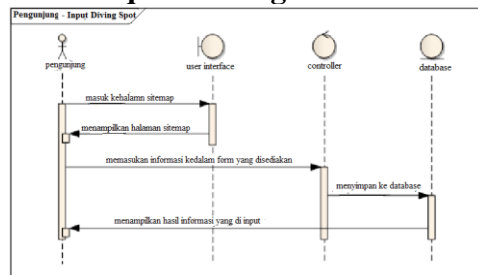 Pengunjung - Input Diving Spot
pengunjung
user interface
controller
database
masuk kehalamn sitemap
menampilkan halaman sitemap
memasukan informasi kedalam form yang disediakan
menyimpan ke database
menampilkan hasil informasi yang di input